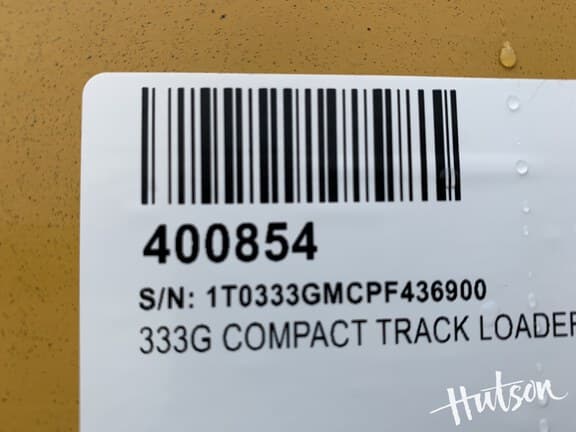 400854
S/N: 1T0333GMCPF436900
333G COMPACT TRACK LOADER
Hutson